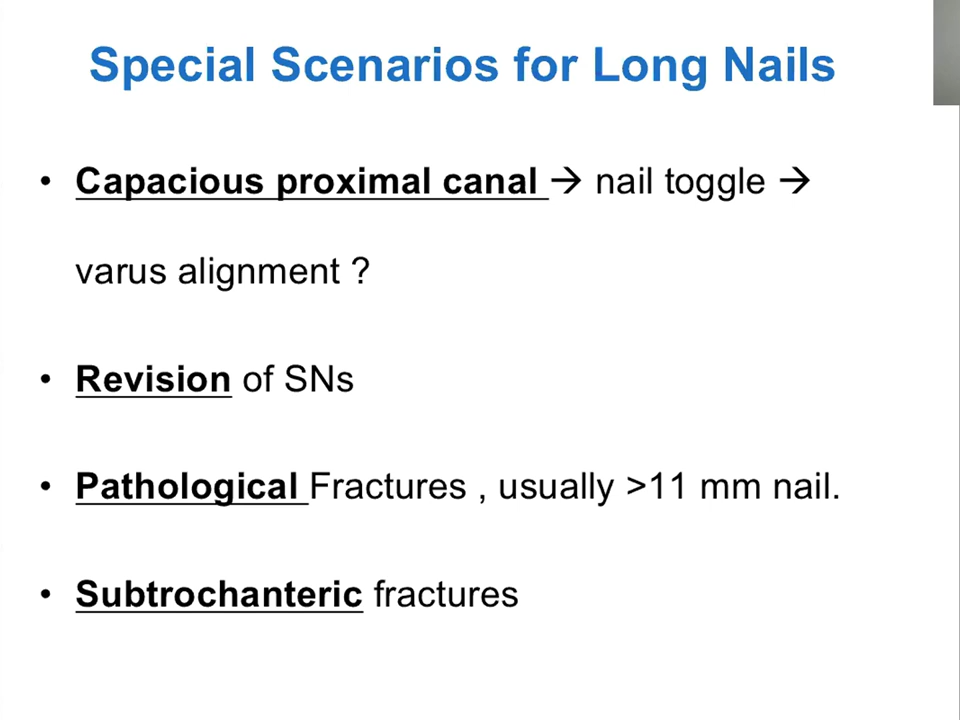 Special Scenarios for Long Nails
• Capacious proximal canal → nail toggle →
varus alignment ?
• Revision of SNs
• Pathological Fractures , usually >11 mm nail.
• Subtrochanteric fractures